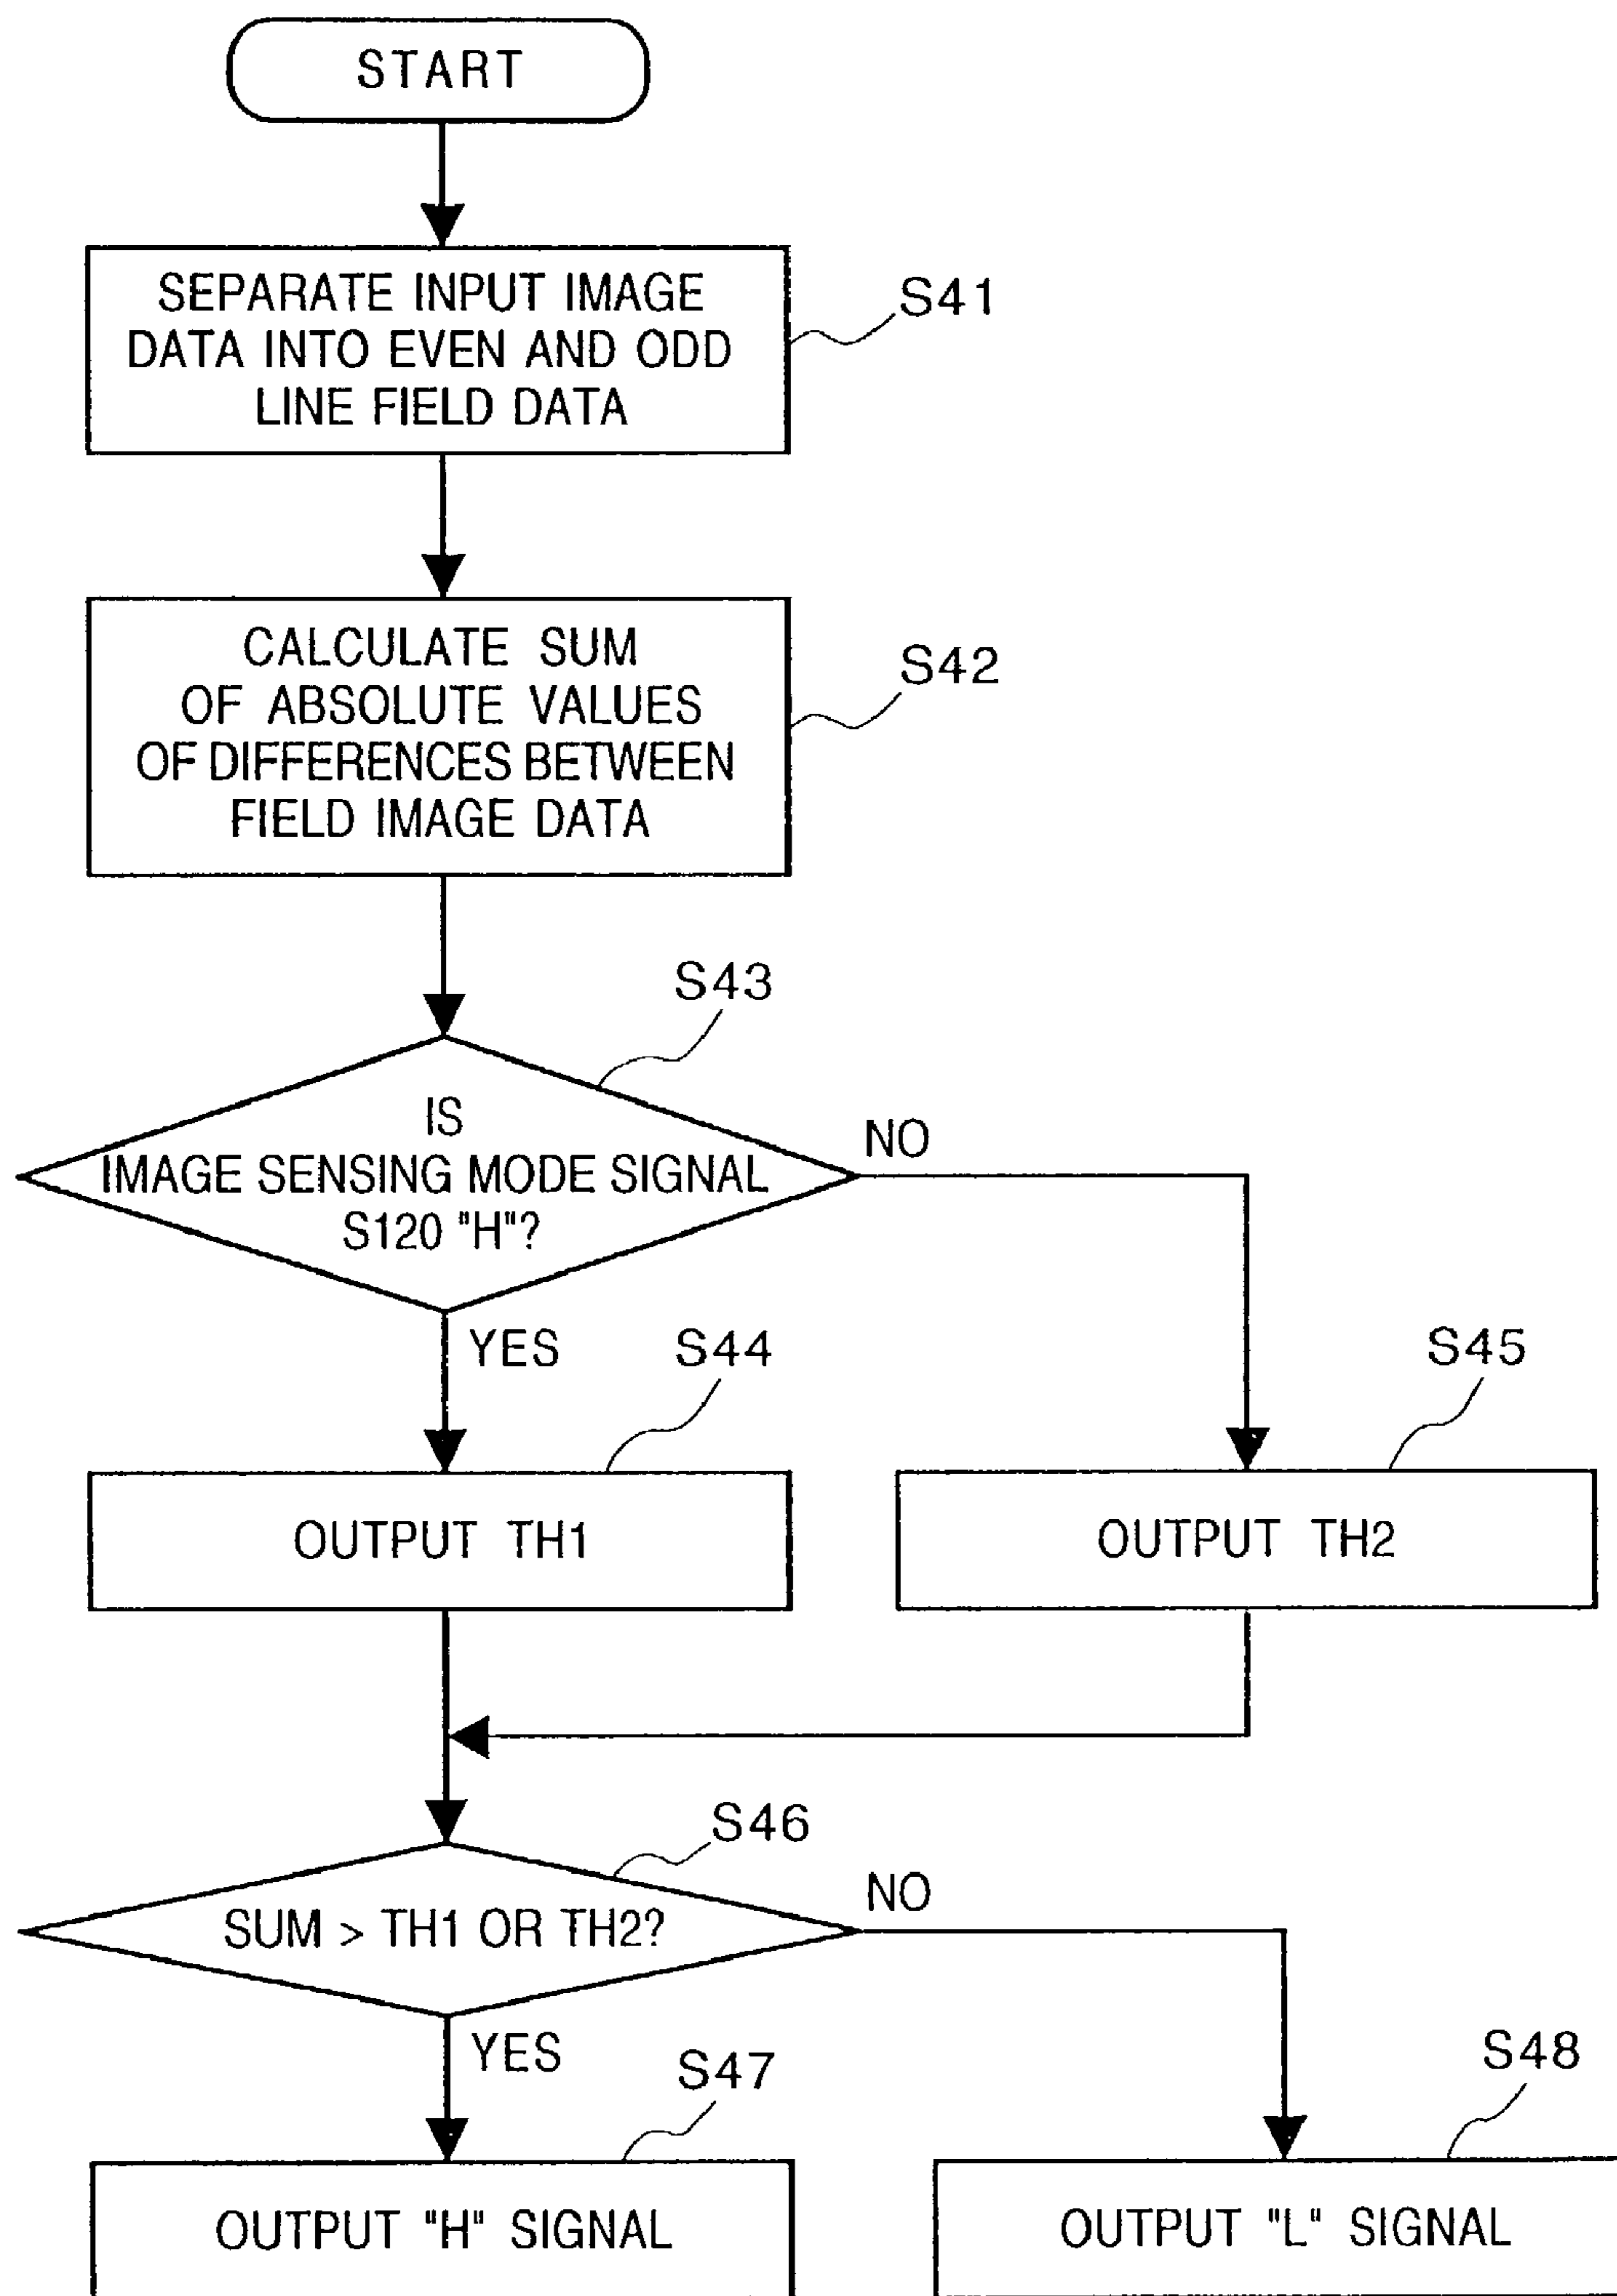 START
SEPARATE INPUT IMAGE
DATA INTO EVEN AND ODD
LINE FIELD DATA
S41
CALCULATE SUM
OF ABSOLUTE VALUES
OF DIFFERENCES BETWEEN
FIELD IMAGE DATA
S42
S43
IS
IMAGE SENSING MODE SIGNAL
S120 "H"?
NO
YES
S44
S45
OUTPUT TH1
OUTPUT TH2
S46
SUM > TH1 OR TH2?
NO
YES
S47
S48
OUTPUT "H" SIGNAL
OUTPUT "L" SIGNAL